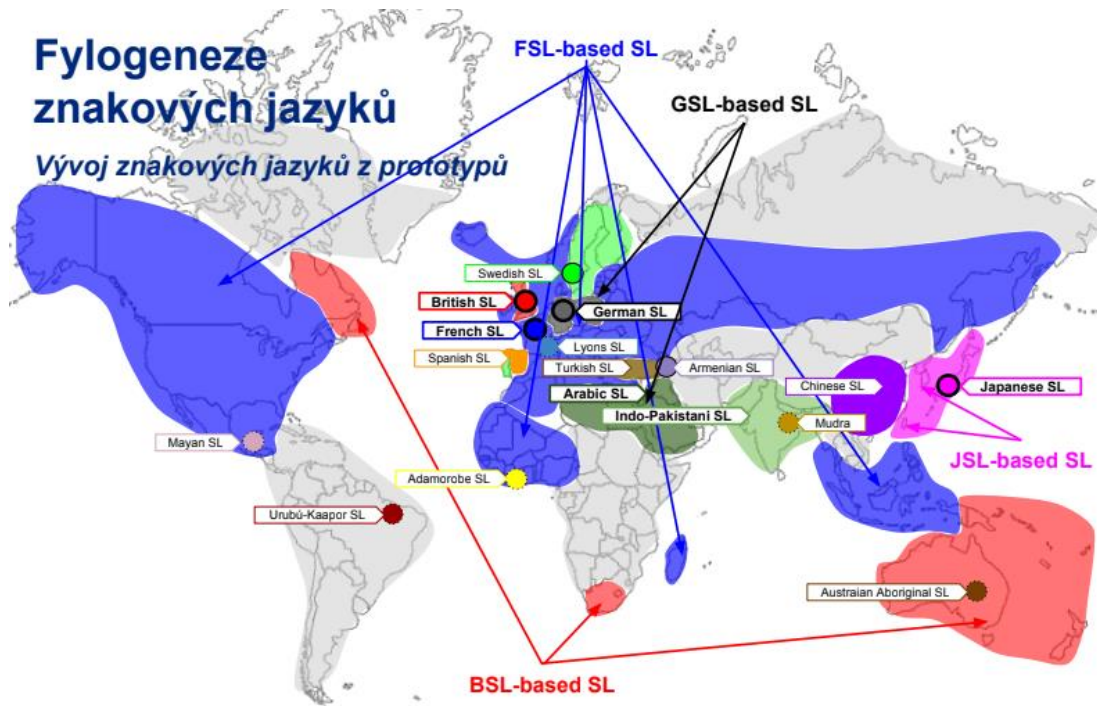 Fylogeneze
znakových jazyků
Vývoj znakových jazyků z prototypů
FSL-based SL
GSL-based SL
Swedish SL
British SL
German SL
French SL
Lyons SL
Spanish SL
Turkish SL
Armenian SL
Arabic SL
Chinese SL
Japanese SL
Indo-Pakistani SL
Mudra
Mayan SL
JSL-based SL
Adamorobe SL
Urubú-Kaapor SL
Austraian Aboriginal SL
BSL-based SL